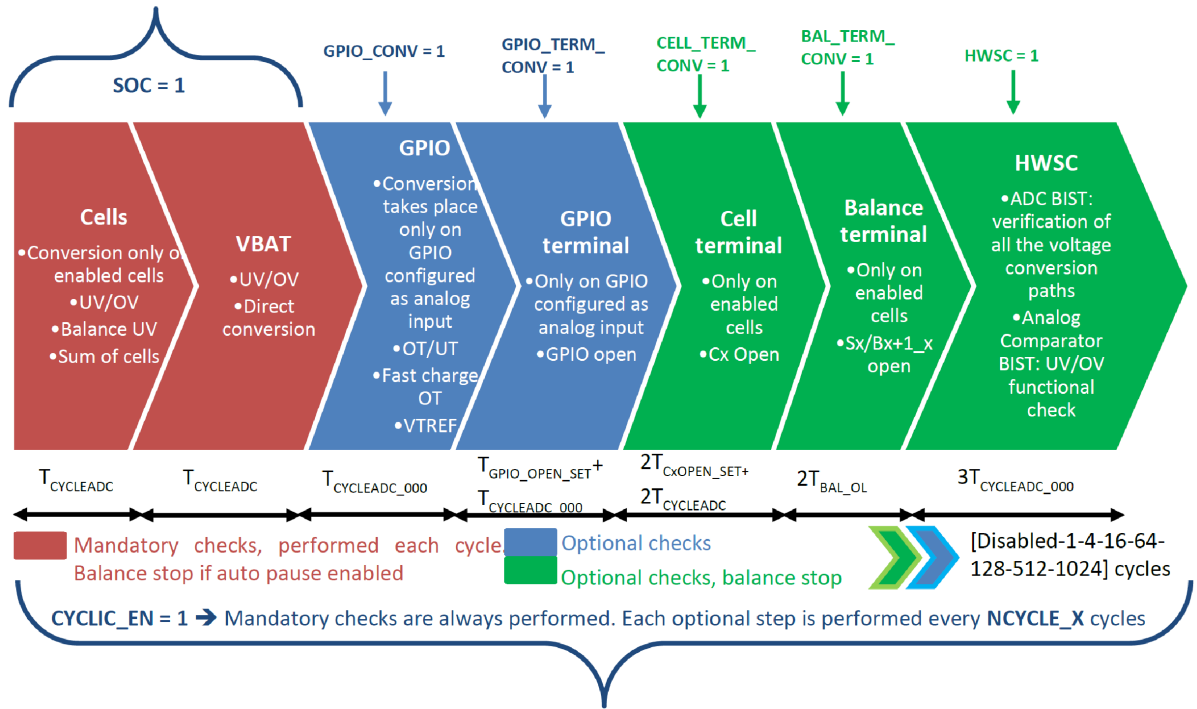 SOC = 1
GPIO_CONV = 1
GPIO_TERM_
CONV = 1
CELL_TERM_
CONV = 1
BAL_TERM_
CONV = 1
HWSC = 1
Cells
•Conversion only o
enabled cells
•UV/OV
•Balance UV
•Sum of cells
VBAT
•UV/OV
•Direct
conversion
GPIO
•Conversion
takes place
only on
GPIO
configured
as analog
input
•OT/UT
•Fast charge
OT
•VTREF
GPIO
terminal
•Only on GPIO
configured as
analog input
•GPIO open
Cell
terminal
•Only on
enabled
cells
•Cx Open
Balance
terminal
•Only on
enabled
cells
•Sx/Bx+1_x
open
HWSC
•ADC BIST:
verification of
all the voltage
conversion
paths
•Analog
Comparator
BIST: UV/OV
functional
check
TCYCLEADC
TCYCLEADC
TCYCLEADC_000
TGPIO_OPEN_SET+
TCYCLEADC_000
2TCxOPEN_SET+
2TCYCLEADC
2TBAL_OL
3TCYCLEADC_000
Mandatory checks, performed each cycle.
Balance stop if auto pause enabled
Optional checks
Optional checks, balance stop
[Disabled-1-4-16-64-
128-512-1024] cycles
CYCLIC_EN = 1 ➔ Mandatory checks are always performed. Each optional step is performed every NCYCLE_X cycles